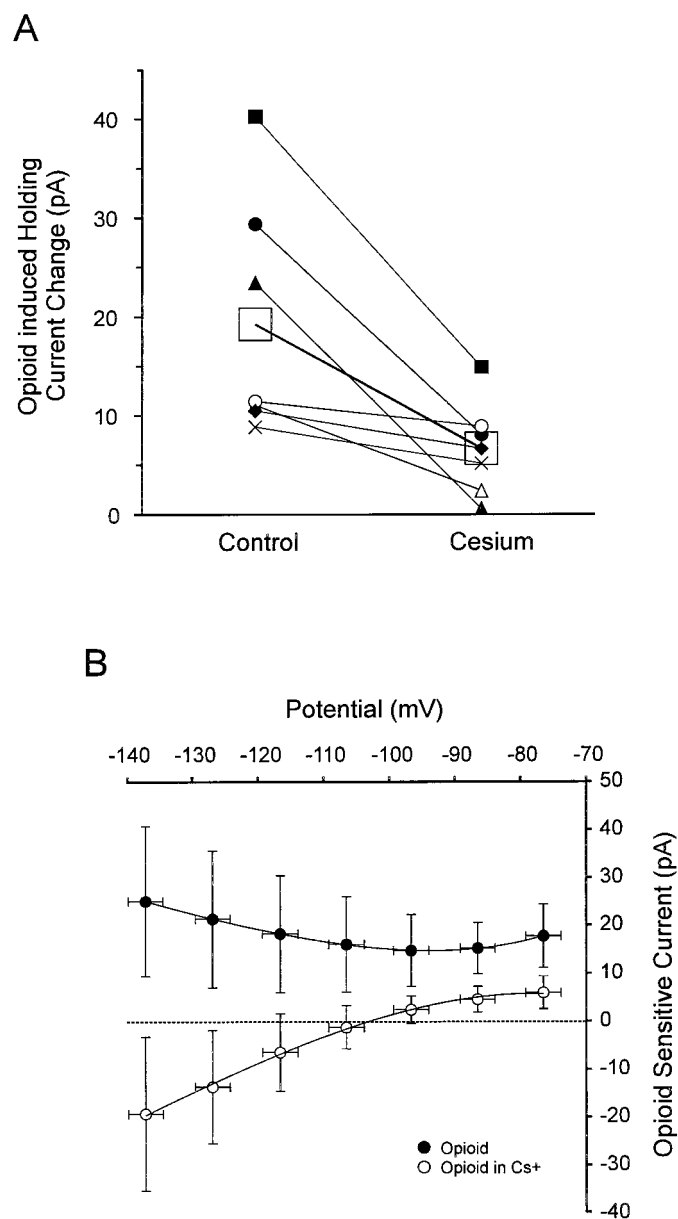 A
Opioid induced Holding
Current Change (pA)
40
30
20
10
0
Control Cesium
B
Potential (mV)
-140 -130 -120 -110 -100 -90 -80 -70
50
40
30
20
10
0
-10
-20
-30
-40
Opioid Sensitive Current (pA)
Opioid
Opioid in Cs+